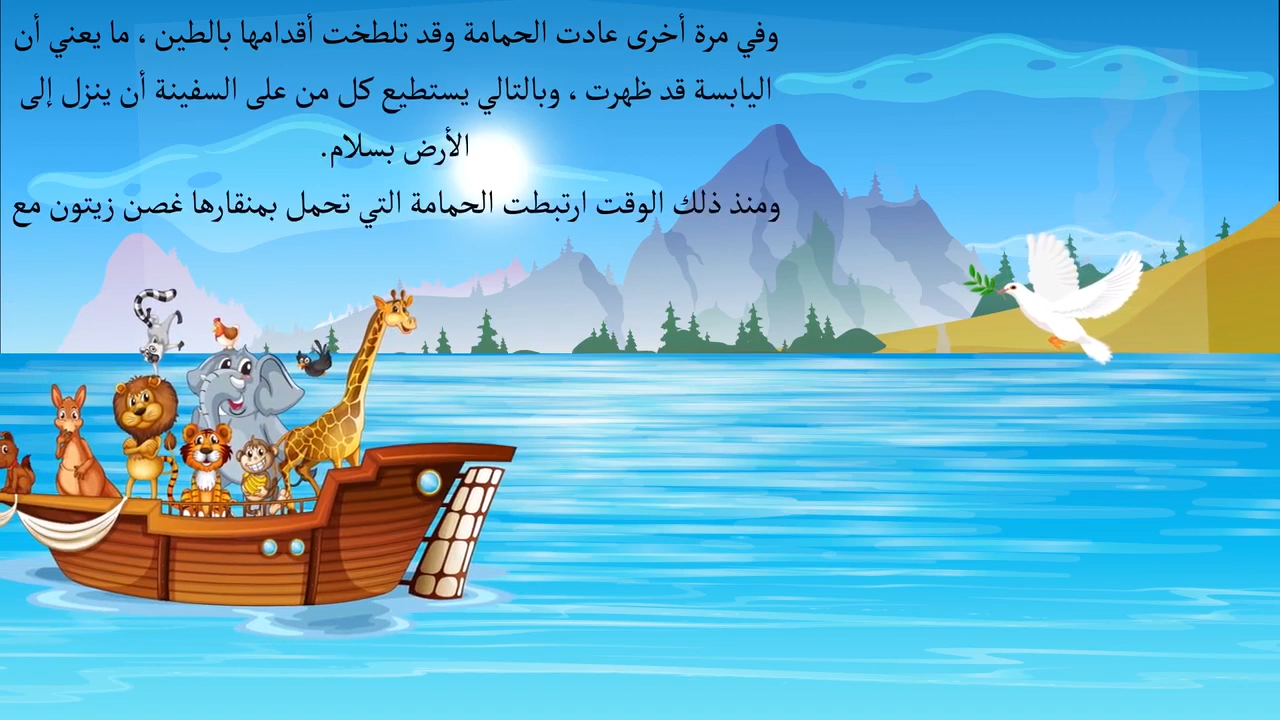 وفي مرة أخرى عادت الحمامة وقد تلطخت أقدامها بالطين ، ما يعني أن
اليابسة قد ظهرت ، وبالتالي يستطيع كل من على السفينة أن ينزل إلى
الأرض بسلام.
ومنذ ذلك الوقت ارتبطت الحمامة التي تحمل بمنقارها غصن زيتون مع